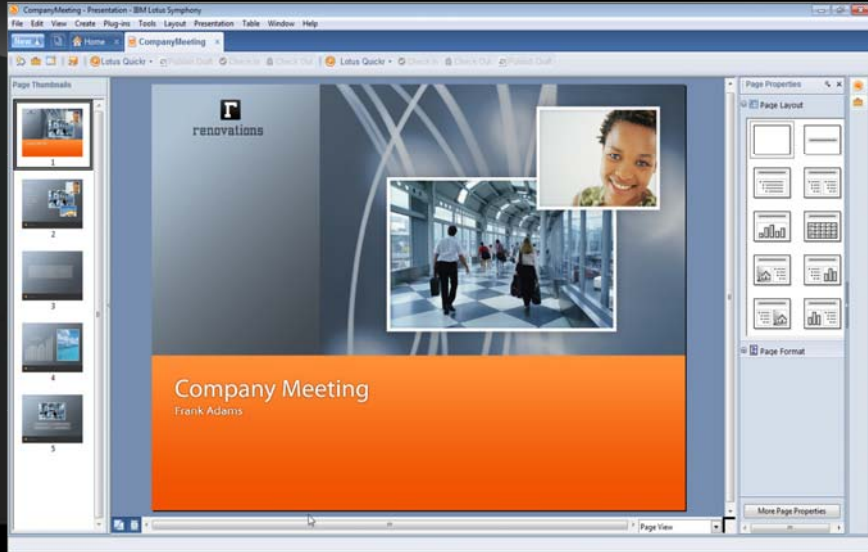 CompanyMeeting - Presentation - IBM Lotus Symphony
File Edit View Create Plug-ins Tools Layout Presentation Table Window Help
New Home × CompanyMeeting ×
Lotus Quickr Publish Draft Check In Check Out Lotus Quickr Check In Check Out Publish Draft
Page Thumbnails
1
2
3
4
5
r
renovations
Company Meeting
Frank Adams
Page View
Page Properties
Page Layout
Page Format
More Page Properties